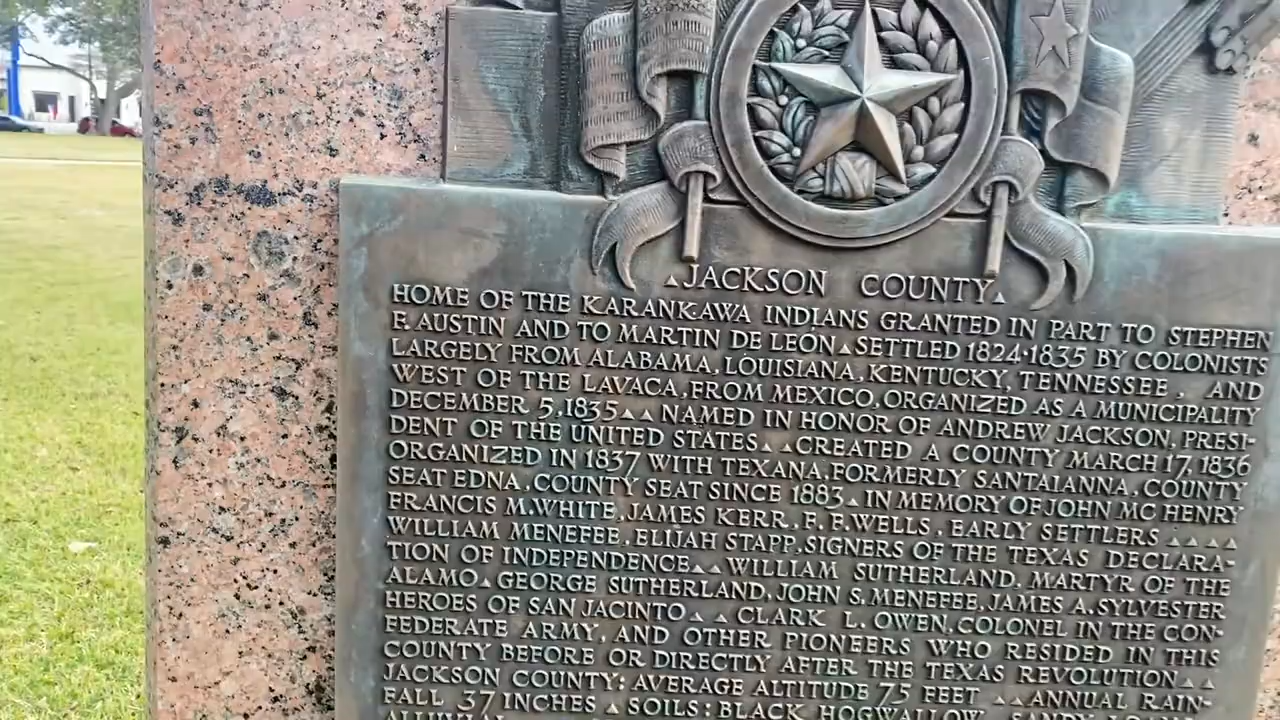 ▴JACKSON COUNTY▴
HOME OF THE KARANKAWA INDIANS GRANTED IN PART TO STEPHEN
F. AUSTIN AND TO MARTIN DE LEÓN▴SETTLED 1824-1835 BY COLONISTS
LARGELY FROM ALABAMA, LOUISIANA, KENTUCKY, TENNESSEE, AND
WEST OF THE LAVACA, FROM MEXICO, ORGANIZED AS A MUNICIPALITY
DECEMBER 5, 1835▴▴NAMED IN HONOR OF ANDREW JACKSON, PRESI-
DENT OF THE UNITED STATES▴▴CREATED A COUNTY MARCH 17, 1836
ORGANIZED IN 1837 WITH TEXANA, FORMERLY SANTAIANNA, COUNTY
SEAT EDNA, COUNTY SEAT SINCE 1883▴IN MEMORY OF JOHN MC HENRY
FRANCIS M. WHITE, JAMES KERR, F. F. WELLS, EARLY SETTLERS▴▴▴▴
WILLIAM MENEFEE, ELIJAH STAPP, SIGNERS OF THE TEXAS DECLARA-
TION OF INDEPENDENCE▴▴WILLIAM SUTHERLAND, MARTYR OF THE
ALAMO▴GEORGE SUTHERLAND, JOHN S. MENEFEE, JAMES A. SYLVESTER
HEROES OF SAN JACINTO▴▴CLARK L. OWEN, COLONEL IN THE CON-
FEDERATE ARMY, AND OTHER PIONEERS WHO RESIDED IN THIS
COUNTY BEFORE OR DIRECTLY AFTER THE TEXAS REVOLUTION▴▴
JACKSON COUNTY: AVERAGE ALTITUDE 75 FEET ▴▴ANNUAL RAIN-
FALL 37 INCHES▴SOILS: BLACK HOGWALLOW, SANDY
ALLUVIAL